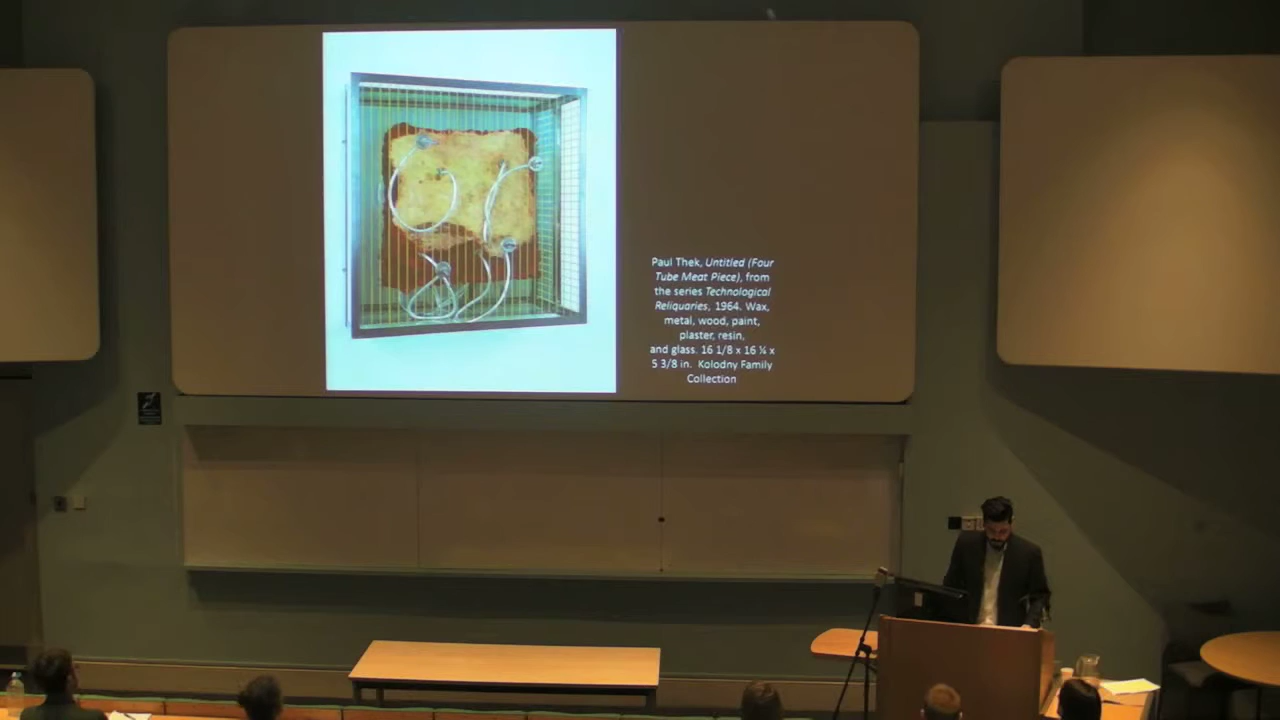 Paul Thek, Untitled (Four
Tube Meat Piece), from
the series Technological
Reliquaries, 1964. Wax,
metal, wood, paint,
plaster, resin,
and glass. 16 1/8 x 16 ¼ x
5 3/8 in. Kolodny Family
Collection